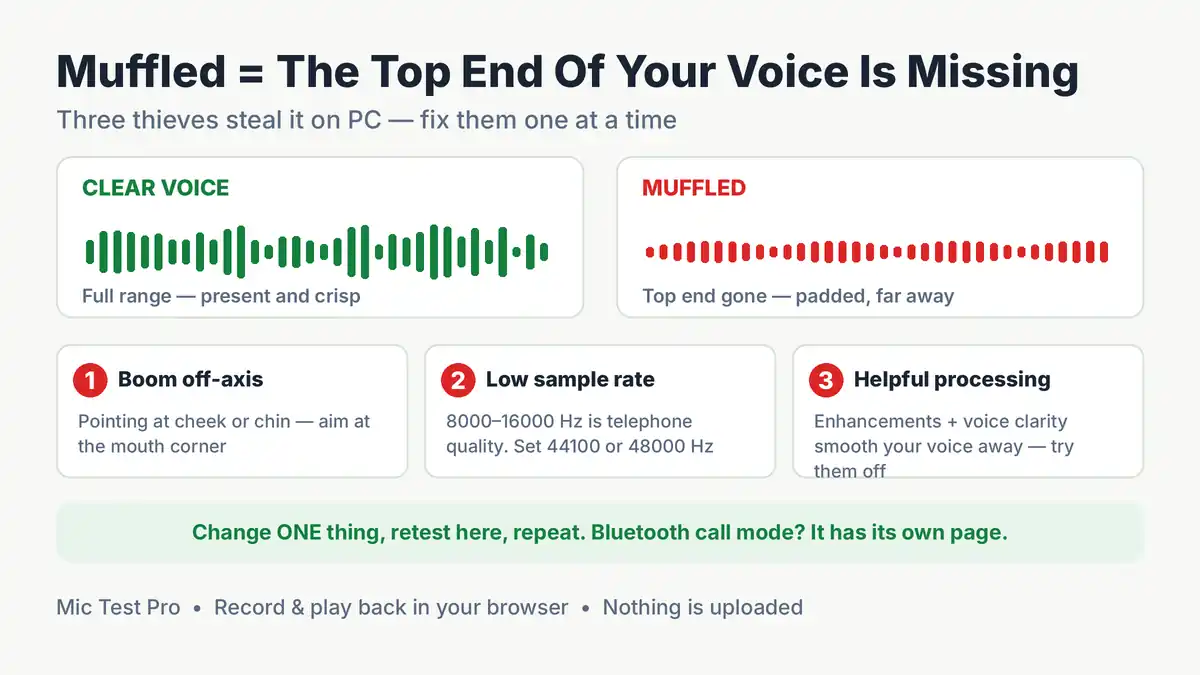 Muffled = The Top End Of Your Voice Is Missing
Three thieves steal it on PC — fix them one at a time
CLEAR VOICE
Full range — present and crisp
MUFFLED
Top end gone — padded, far away
1 Boom off-axis
Pointing at cheek or chin — aim at
the mouth corner
2 Low sample rate
8000–16000 Hz is telephone
quality. Set 44100 or 48000 Hz
3 Helpful processing
Enhancements + voice clarity
smooth your voice away — try
them off
Change ONE thing, retest here, repeat. Bluetooth call mode? It has its own page.
Mic Test Pro • Record & play back in your browser • Nothing is uploaded